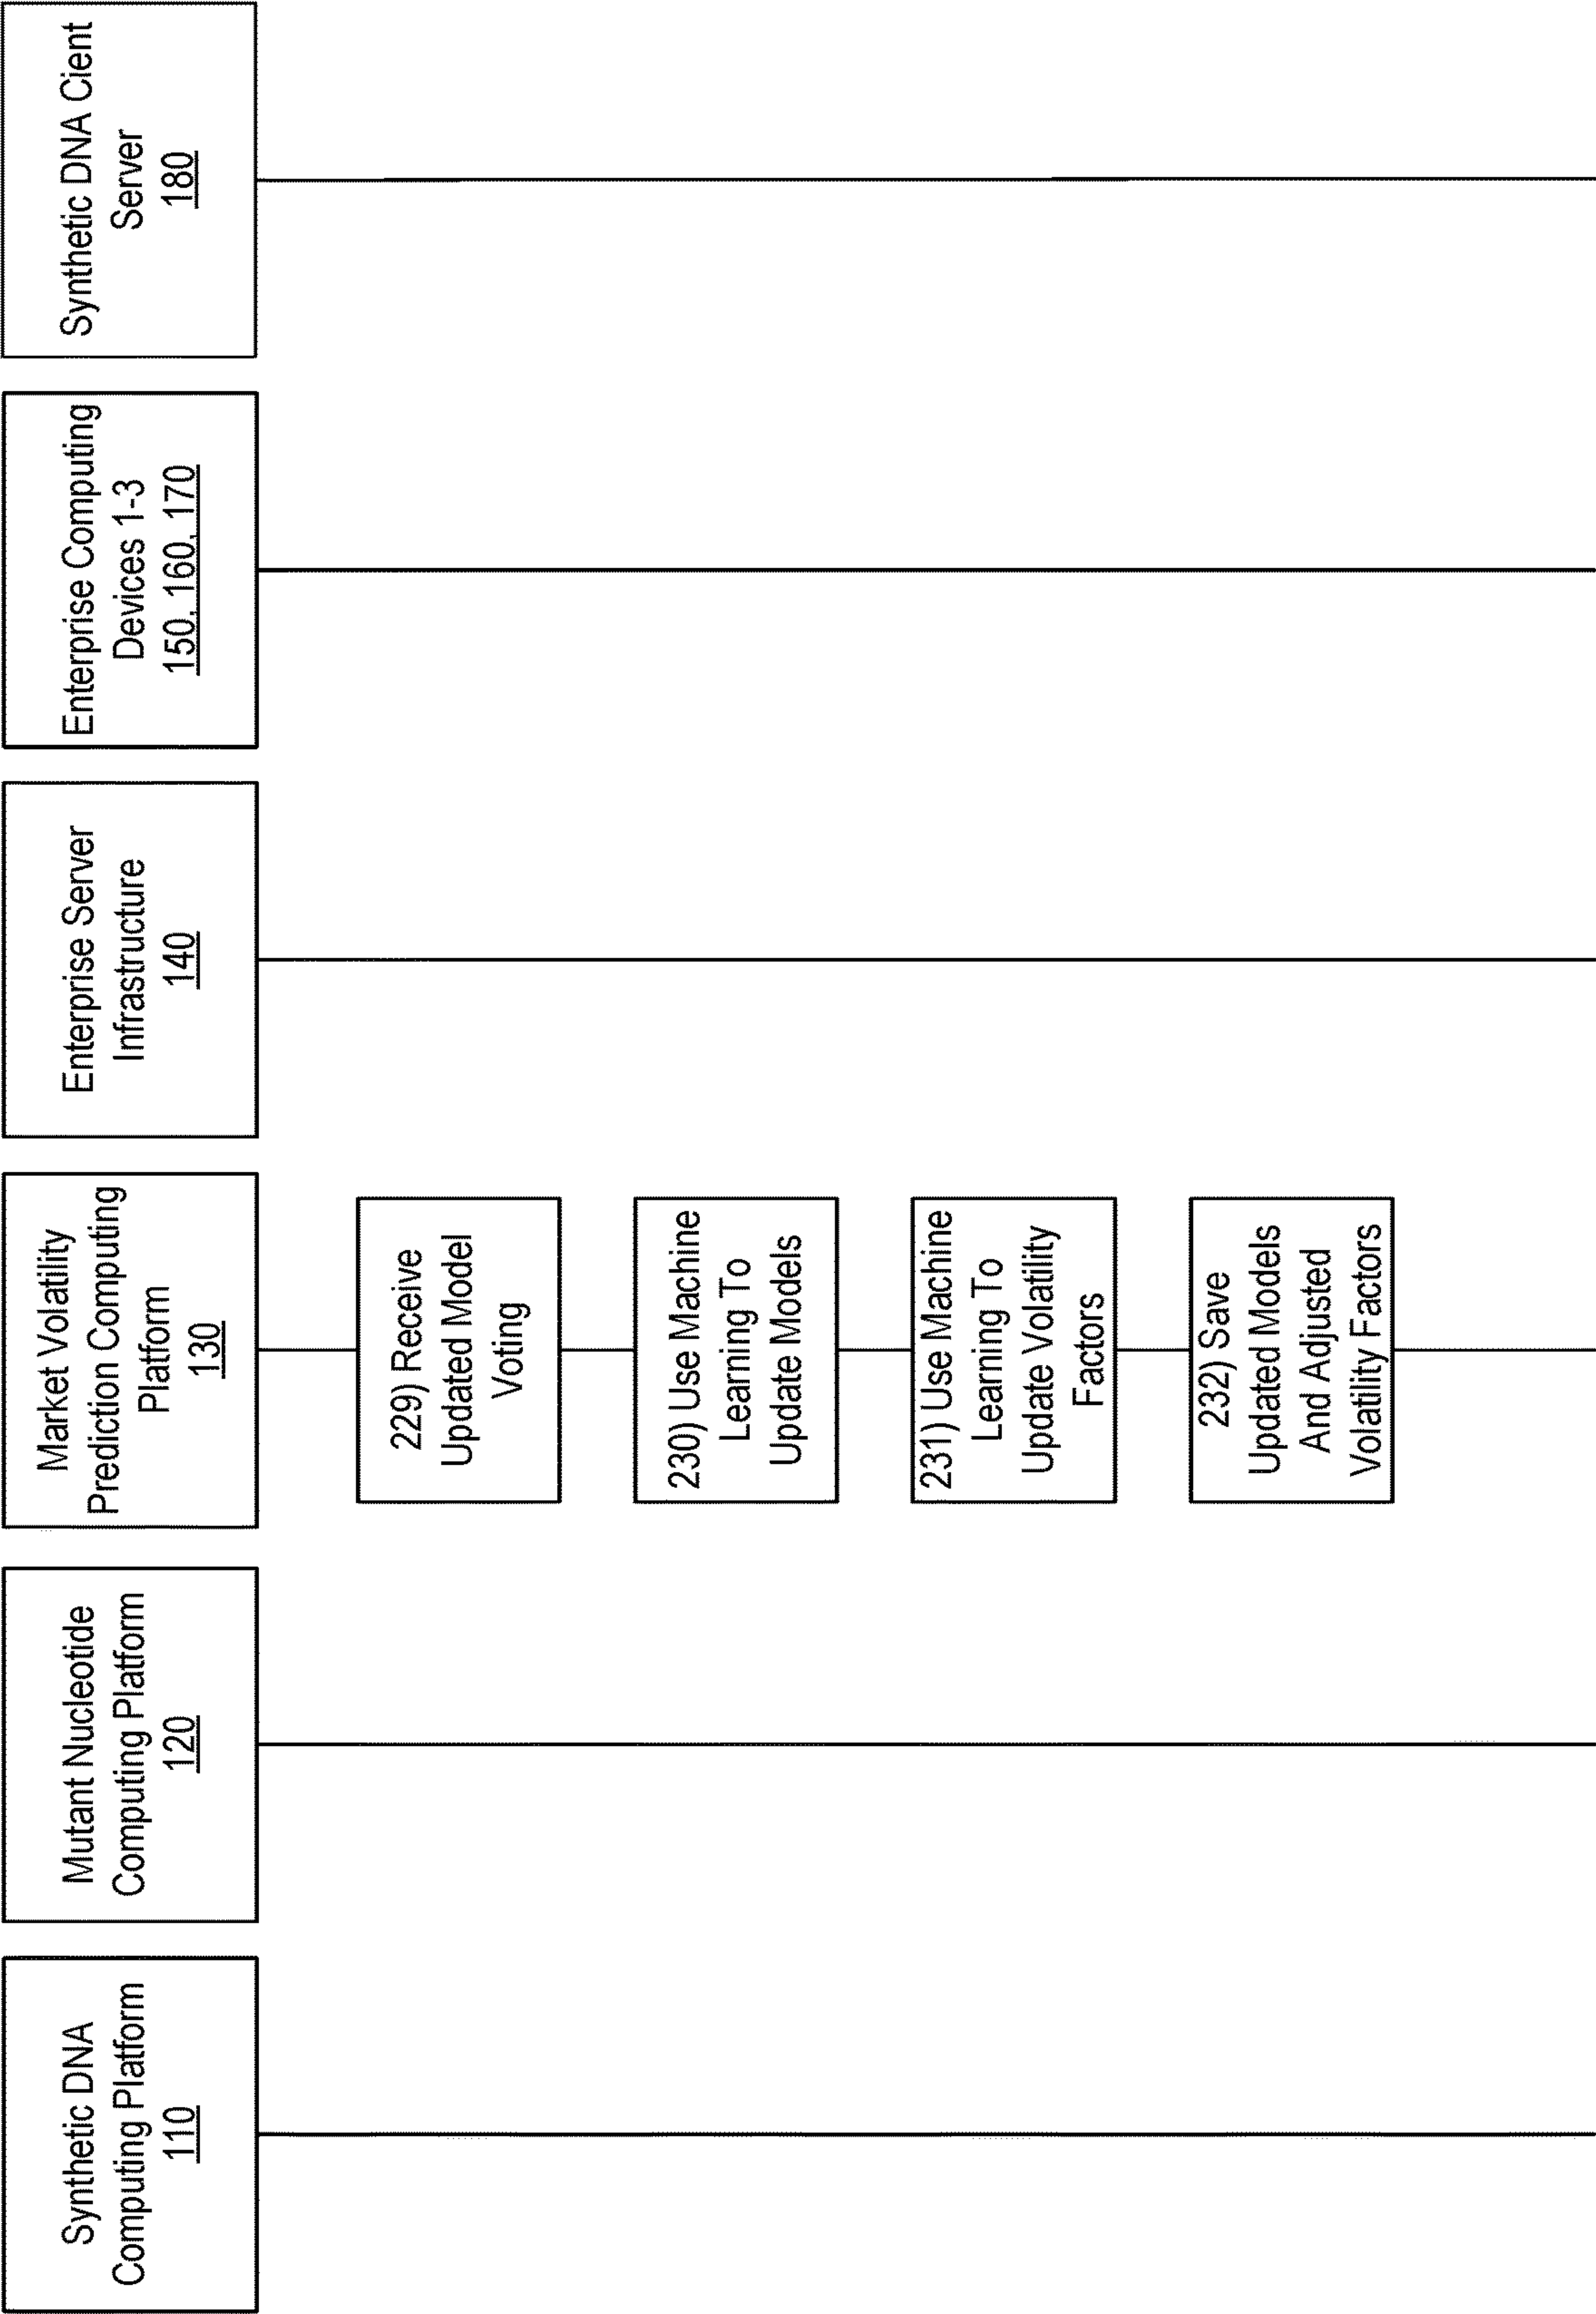 Synthetic DNA
Computing Platform
110
Mutant Nucleotide
Computing Platform
120
Market Volatility
Prediction Computing
Platform
130
Enterprise Server
Infrastructure
140
Enterprise Computing
Devices 1-3
150, 160, 170
Synthetic DNA Cient
Server
180
229) Receive
Updated Model
Voting
230) Use Machine
Learning To
Update Models
231) Use Machine
Learning To
Update Volatility
Factors
232) Save
Updated Models
And Adjusted
Volatility Factors